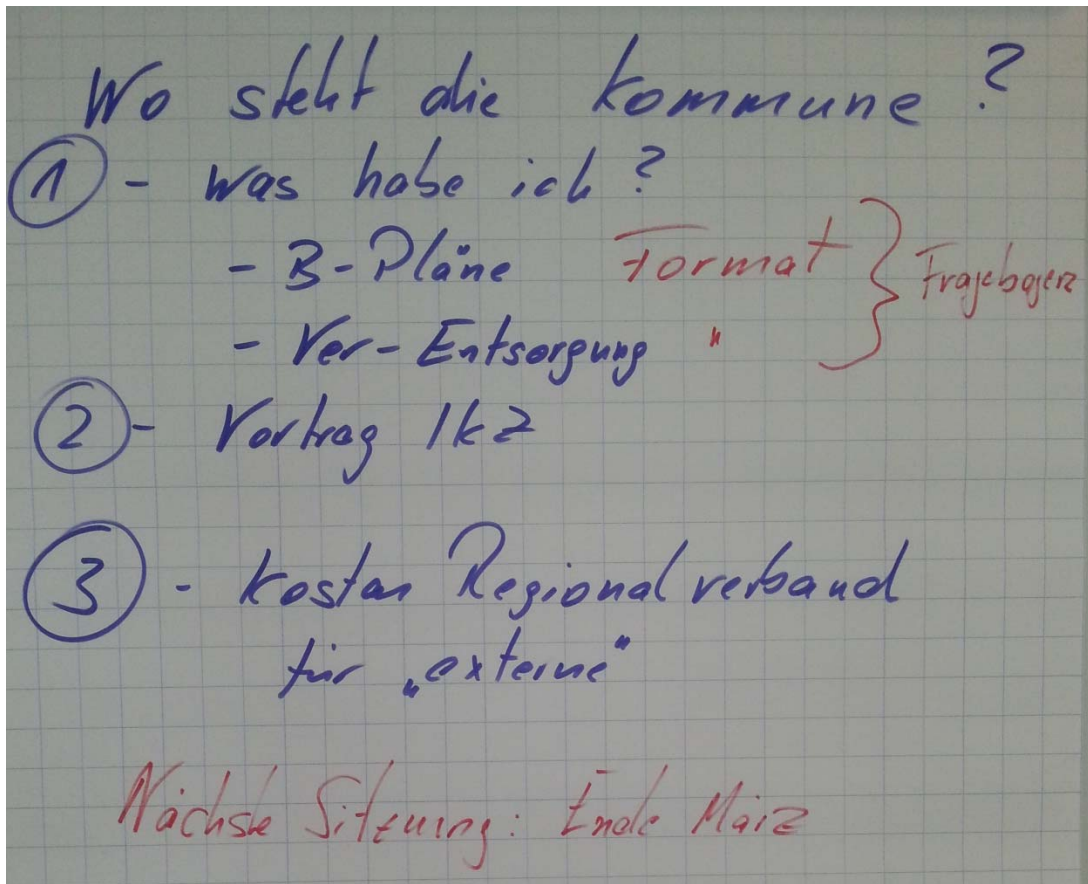 Wo steht die Kommune?
① - Was habe ich?
- B-Pläne Format } Fragebogen
- Ver-Entsorgung "
② - Vortrag IKZ
③ - Kosten Regionalverband
für „externe"
Nächste Sitzung: Ende März